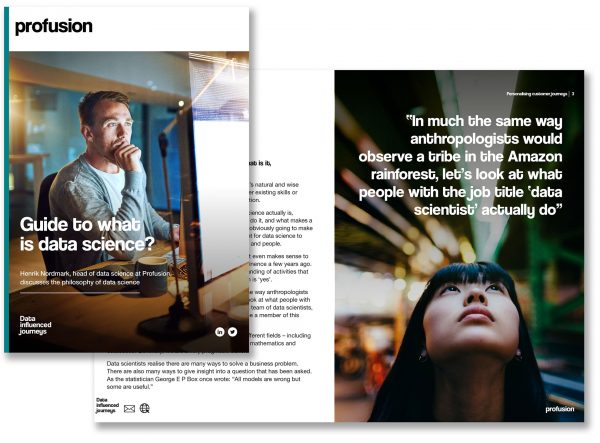 profusion
Guide to what
is data science?
Henrik Nordmark, head of data science at Profusion,
discusses the philosophy of data science
Data
influenced
journeys
at is it,
's natural and wise
er existing skills or
tion.
ence actually is,
do it, and what makes a
obviously going to make
t for data science to
and people.
t even makes sense to
inence a few years ago.
nding of activities that
n is 'yes'.
e way anthropologists
ook at what people with
team of data scientists,
e a member of this
fferent fields – including
mathematics and
Data scientists realise there are many ways to solve a business problem.
There are also many ways to give insight into a question that has been asked.
As the statistician George E P Box once wrote: "All models are wrong but
some are useful."
Data
influenced
journeys
Personalising customer journeys | 3
"In much the same way
anthropologists would
observe a tribe in the Amazon
rainforest, let's look at what
people with the job title 'data
scientist' actually do"
profusion